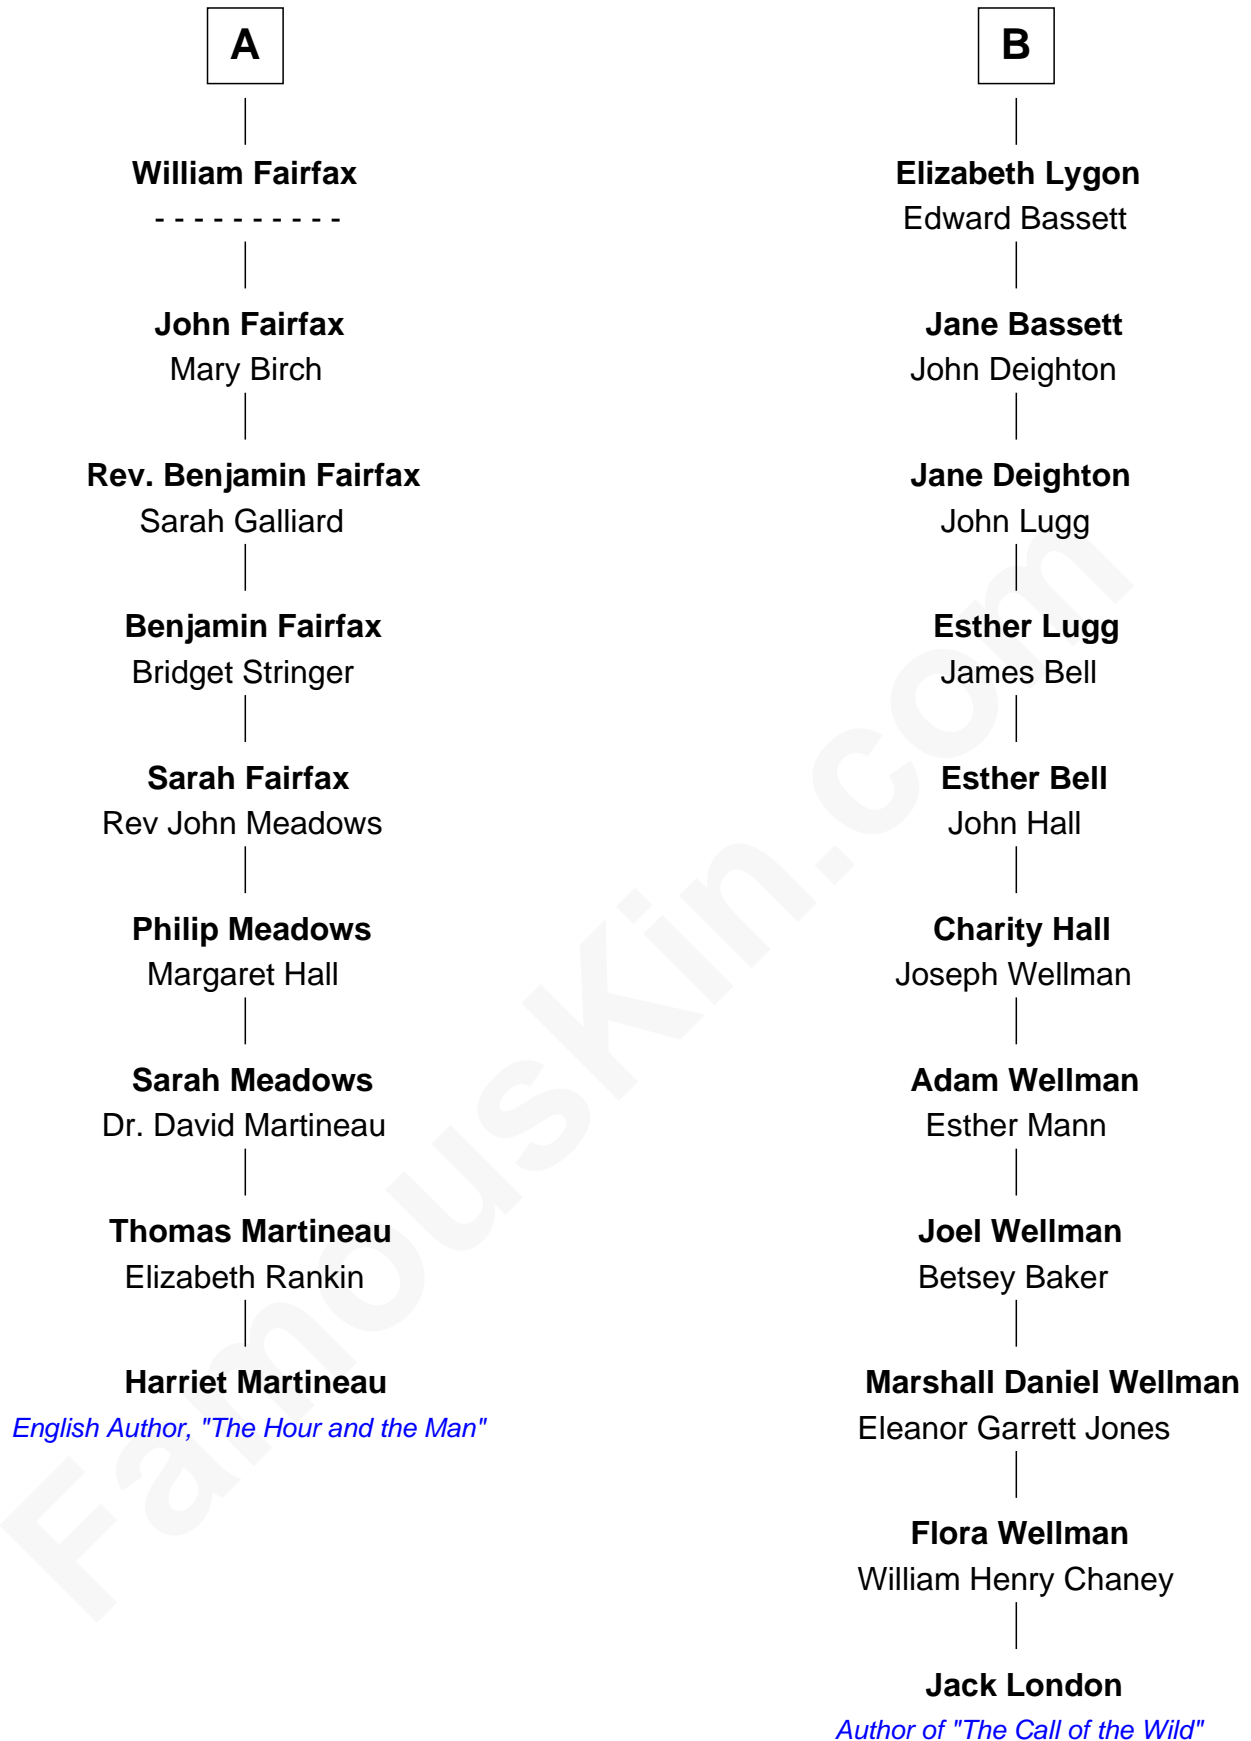 A
William Fairfax
- - - - - - - - - -
John Fairfax
Mary Birch
Rev. Benjamin Fairfax
Sarah Galliard
Benjamin Fairfax
Bridget Stringer
Sarah Fairfax
Rev John Meadows
Philip Meadows
Margaret Hall
Sarah Meadows
Dr. David Martineau
Thomas Martineau
Elizabeth Rankin
Harriet Martineau
English Author, "The Hour and the Man"
B
Elizabeth Lygon
Edward Bassett
Jane Bassett
John Deighton
Jane Deighton
John Lugg
Esther Lugg
James Bell
Esther Bell
John Hall
Charity Hall
Joseph Wellman
Adam Wellman
Esther Mann
Joel Wellman
Betsey Baker
Marshall Daniel Wellman
Eleanor Garrett Jones
Flora Wellman
William Henry Chaney
Jack London
Author of "The Call of the Wild"
FamousKin.com